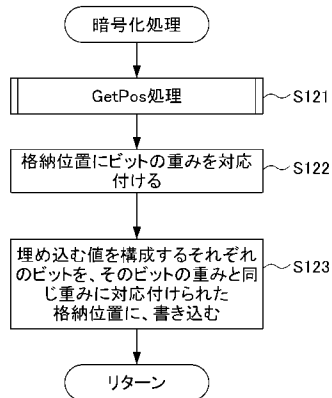 暗号化処理
GetPos処理
S121
格納位置にビットの重みを対応
付ける
S122
埋め込む値を構成するそれぞれ
のビットを、そのビットの重みと同
じ重みに対応付けられた
格納位置に、書き込む
S123
リターン